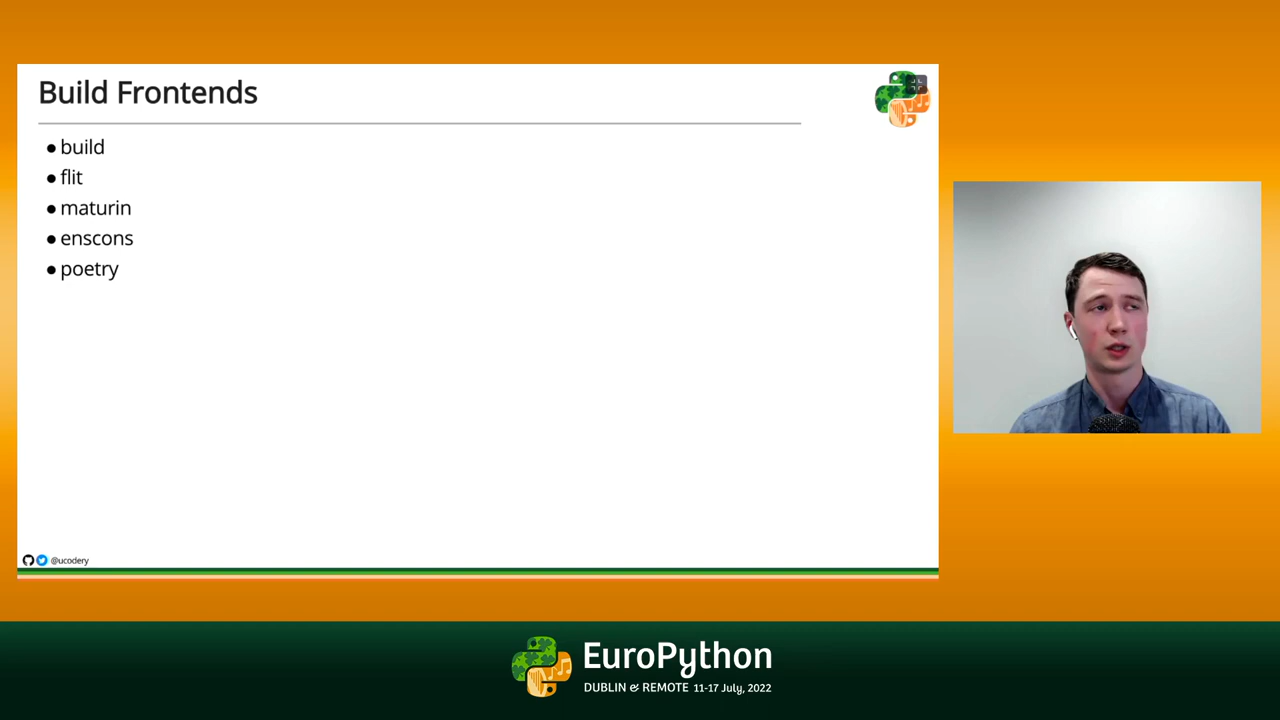 Build Frontends
● build
● flit
● maturin
● enscons
● poetry
@ucodery
EuroPython
DUBLIN & REMOTE 11-17 July, 2022